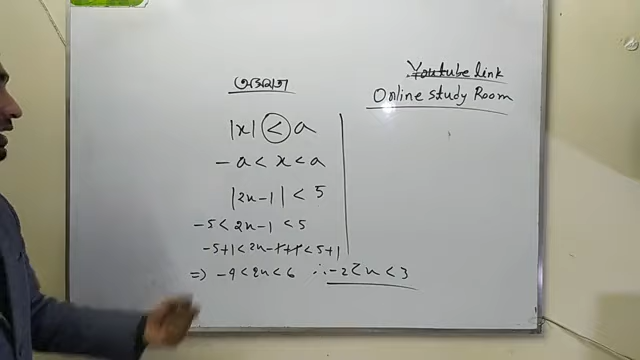 Youtube link
Online Study Room
|x| < a
-a < x < a
|2x-1| < 5
-5 < 2x-1 < 5
-5+1 < 2x-1+1 < 5+1
⇒ -4 < 2x < 6 ∴ -2 < x < 3